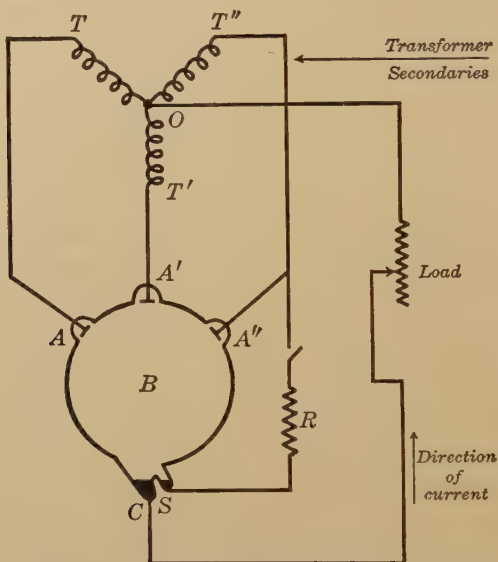 T
T"
Transformer
Secondaries
O
T'
A'
Load
A
A"
B
R
C
S
Direction
of
current